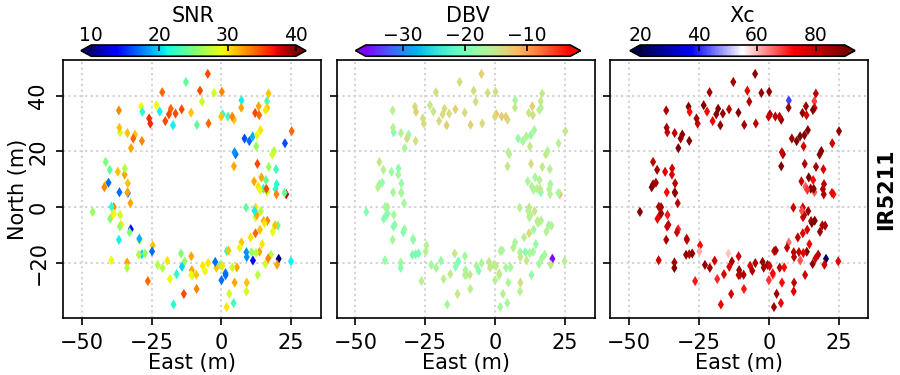 SNR DBV Xc
10 20 30 40 −30 −20 −10 20 40 60 80
40
20
0
−20
North (m)
IR5211
−50 −25 0 25 −50 −25 0 25 −50 −25 0 25
East (m) East (m) East (m)